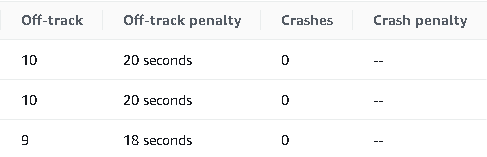 Off-track Off-track penalty Crashes Crash penalty
10 20 seconds 0 --
10 20 seconds 0 --
9 18 seconds 0 --